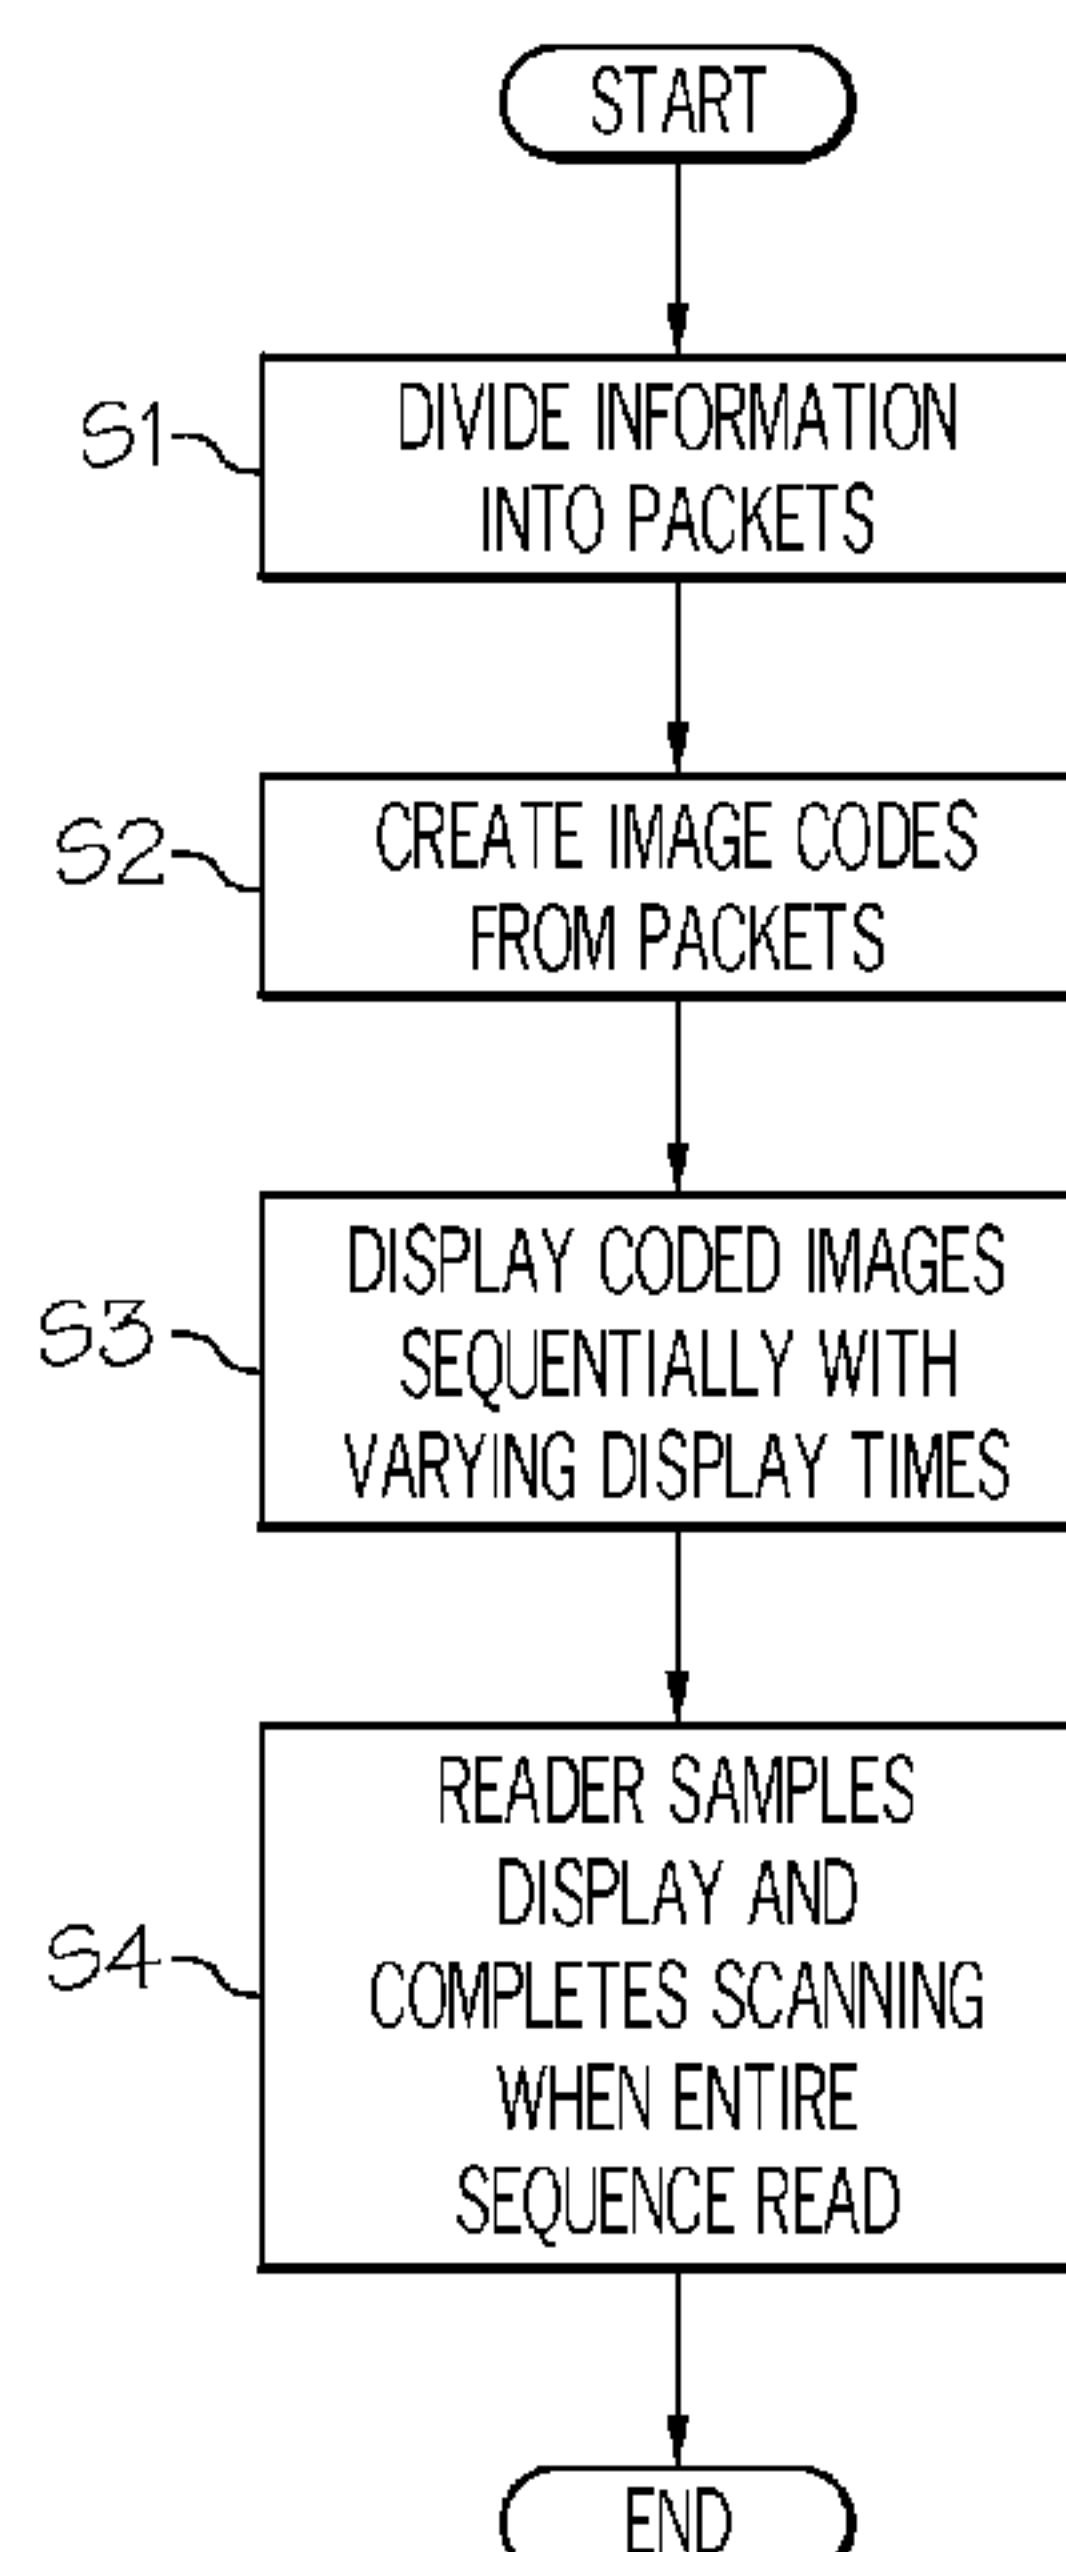 START
S1
DIVIDE INFORMATION
INTO PACKETS
S2
CREATE IMAGE CODES
FROM PACKETS
S3
DISPLAY CODED IMAGES
SEQUENTIALLY WITH
VARYING DISPLAY TIMES
S4
READER SAMPLES
DISPLAY AND
COMPLETES SCANNING
WHEN ENTIRE
SEQUENCE READ
END